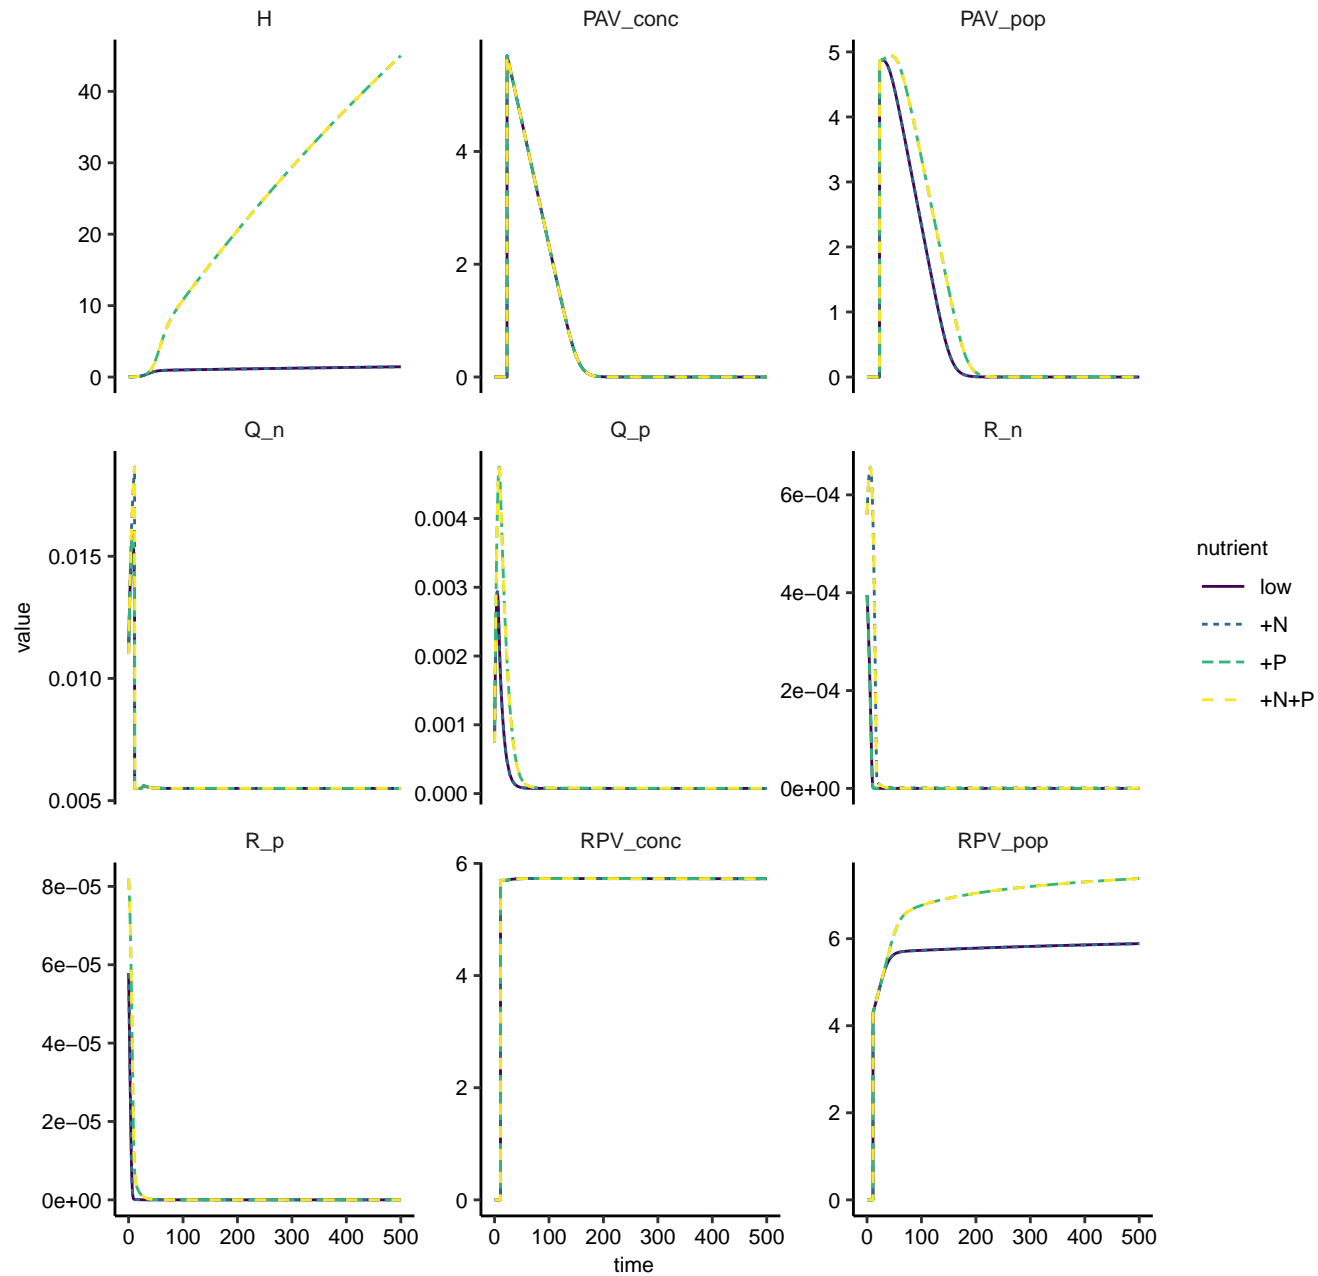 H
PAV_conc
PAV_pop
40
30
20
10
0
4
2
0
5
4
3
2
1
0
Q_n
Q_p
R_n
0.015
0.010
0.005
0.004
0.003
0.002
0.001
0.000
6e−04
4e−04
2e−04
0e+00
R_p
RPV_conc
RPV_pop
8e−05
6e−05
4e−05
2e−05
0e+00
6
4
2
0
6
4
2
0
0 100 200 300 400 500
0 100 200 300 400 500
0 100 200 300 400 500
time
value
nutrient
low
+N
+P
+N+P